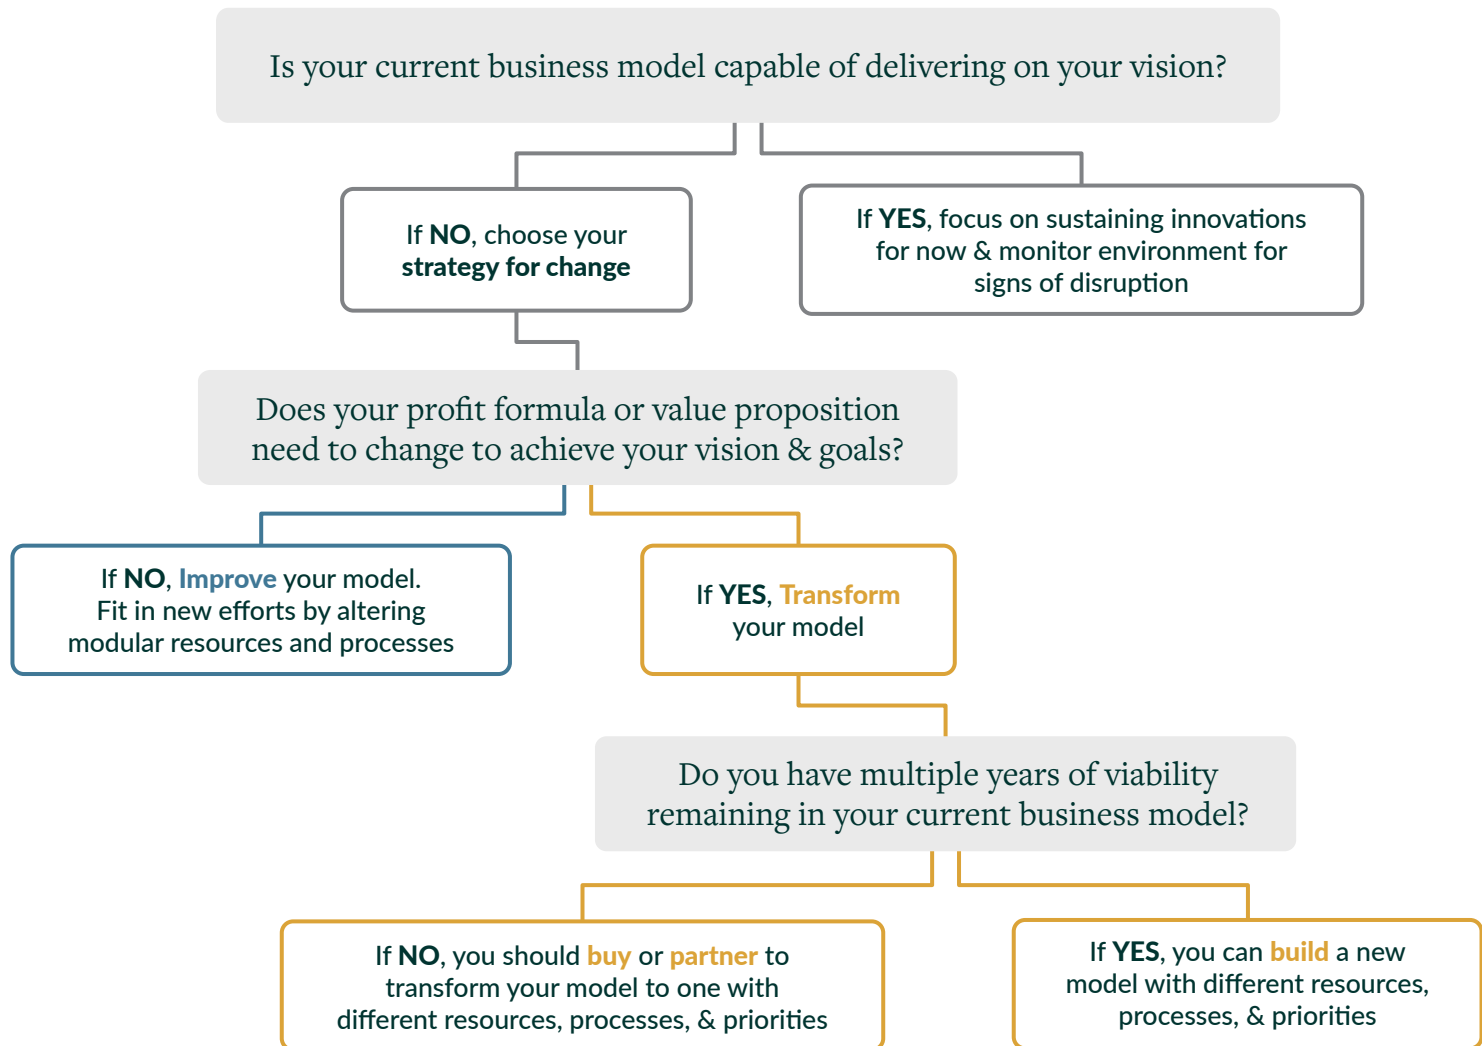 Is your current business model capable of delivering on your vision?
If NO, choose your
strategy for change
If YES, focus on sustaining innovations
for now & monitor environment for
signs of disruption
Does your profit formula or value proposition
need to change to achieve your vision & goals?
If NO, Improve your model.
Fit in new efforts by altering
modular resources and processes
If YES, Transform
your model
Do you have multiple years of viability
remaining in your current business model?
If NO, you should buy or partner to
transform your model to one with
different resources, processes, & priorities
If YES, you can build a new
model with different resources,
processes, & priorities